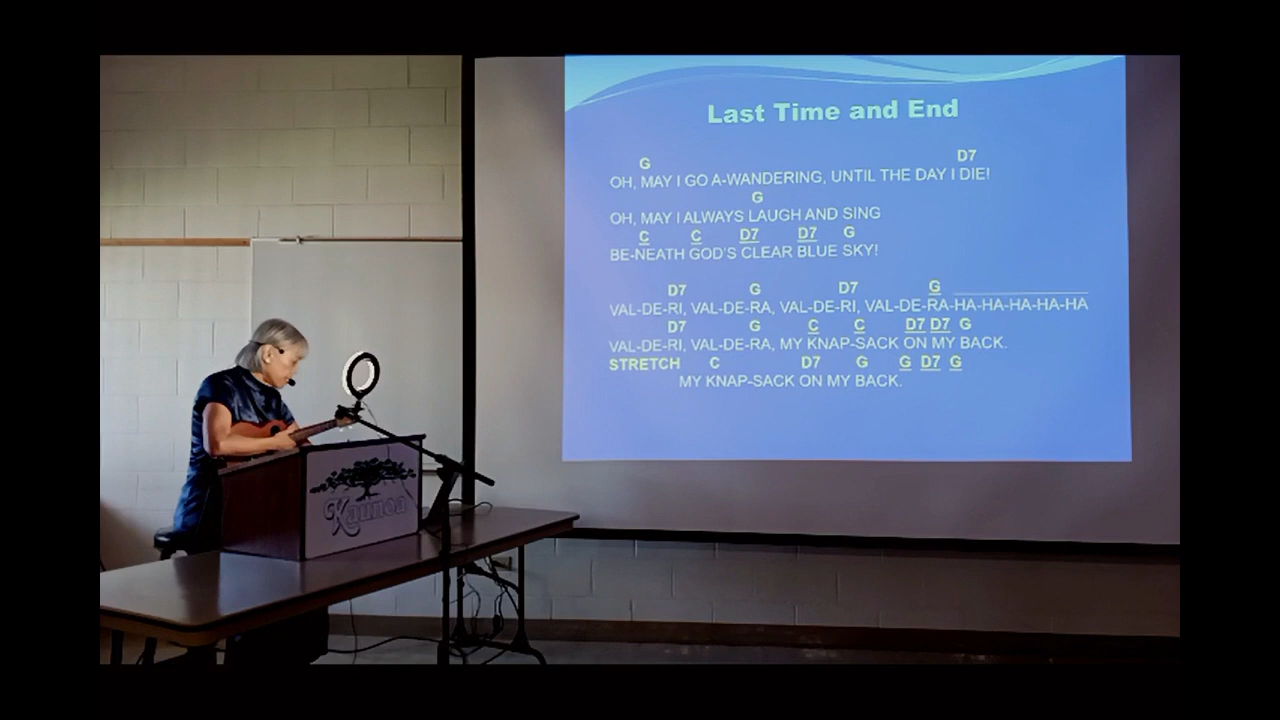 Last Time and End
G D7
OH, MAY I GO A-WANDERING, UNTIL THE DAY I DIE!
G
OH, MAY I ALWAYS LAUGH AND SING
C C D7 D7 G
BE-NEATH GOD'S CLEAR BLUE SKY!
D7 G D7 G
VAL-DE-RI, VAL-DE-RA, VAL-DE-RI, VAL-DE-RA-HA-HA-HA-HA-HA
D7 G C C D7 D7 G
VAL-DE-RI, VAL-DE-RA, MY KNAP-SACK ON MY BACK.
STRETCH C D7 G G D7 G
MY KNAP-SACK ON MY BACK.
Kaunoa